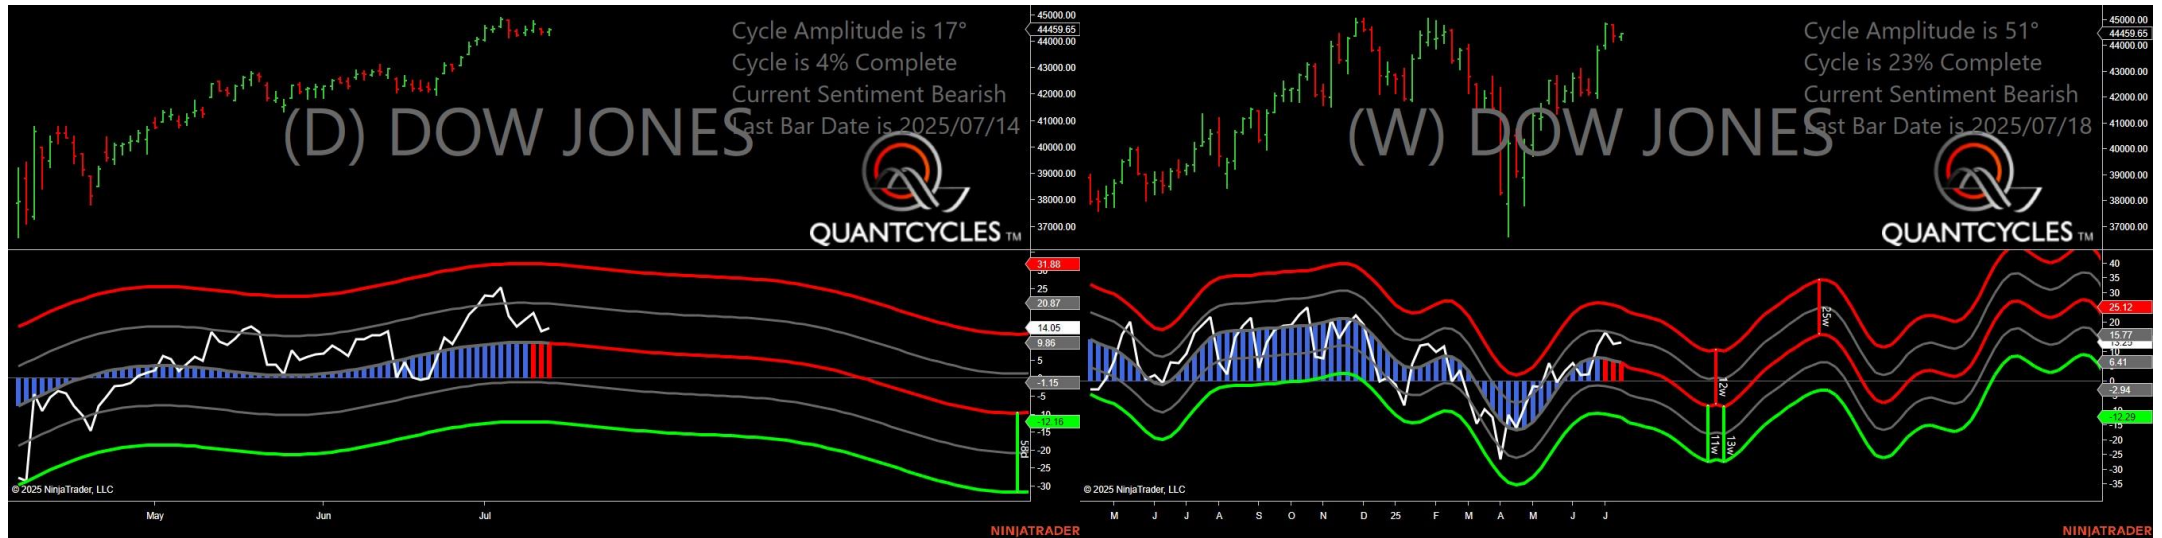 Cycle Amplitude is 17°
Cycle is 4% Complete
Current Sentiment Bearish
Last Bar Date is 2025/07/14
(D) DOW JONES
QUANTCYCLES TM
45000.00
44459.65
44000.00
43000.00
42000.00
41000.00
40000.00
39000.00
38000.00
37000.00
31.88
25
20.87
14.05
9.86
5
-1.15
-5
-10
-12.16
-15
-20
-25
-30
58d
© 2025 NinjaTrader, LLC
May Jun Jul
NINJATRADER
Cycle Amplitude is 51°
Cycle is 23% Complete
Current Sentiment Bearish
Last Bar Date is 2025/07/18
(W) DOW JONES
QUANTCYCLES TM
45000.00
44459.65
44000.00
43000.00
42000.00
41000.00
40000.00
39000.00
38000.00
37000.00
40
35
30
25.12
20
15.77
10
6.41
0
-2.94
-12.29
-15
-20
-25
-30
-35
25w
12w
11w
13w
© 2025 NinjaTrader, LLC
M J J A S O N D 25 F M A M J J
NINJATRADER